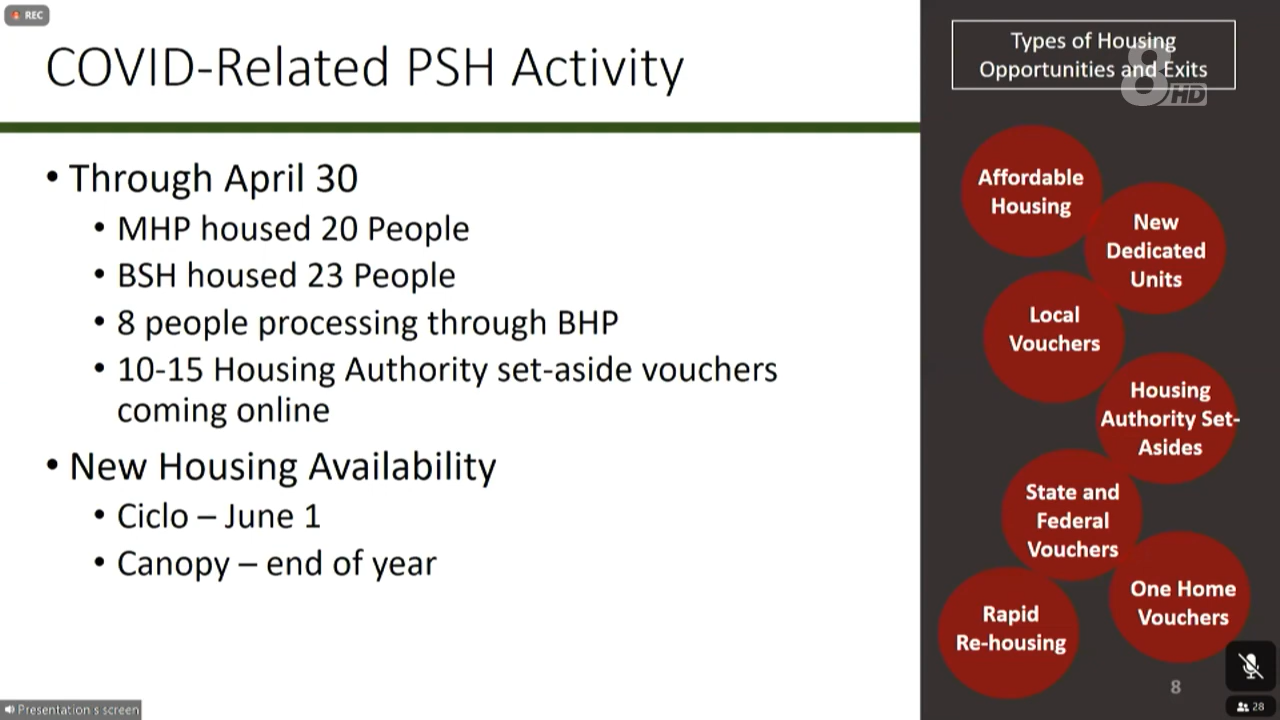 REC
COVID-Related PSH Activity
• Through April 30
• MHP housed 20 People
• BSH housed 23 People
• 8 people processing through BHP
• 10-15 Housing Authority set-aside vouchers
coming online
• New Housing Availability
• Ciclo – June 1
• Canopy – end of year
Types of Housing
Opportunities and Exits
8
HD
Affordable
Housing
New
Dedicated
Units
Local
Vouchers
Housing
Authority Set-
Asides
State and
Federal
Vouchers
One Home
Vouchers
Rapid
Re-housing
8
28
Presentation s screen